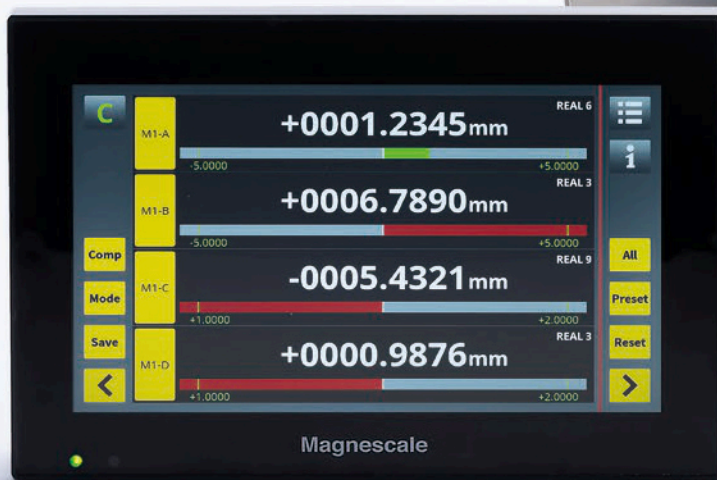 C
M1-A
+0001.2345mm
REAL 6
-5.0000
+5.0000
M1-B
+0006.7890mm
REAL 3
-5.0000
+5.0000
M1-C
-0005.4321mm
REAL 9
+1.0000
+2.0000
M1-D
+0000.9876mm
REAL 3
+1.0000
+2.0000
Comp
Mode
Save
<
i
All
Preset
Reset
>
Magnescale